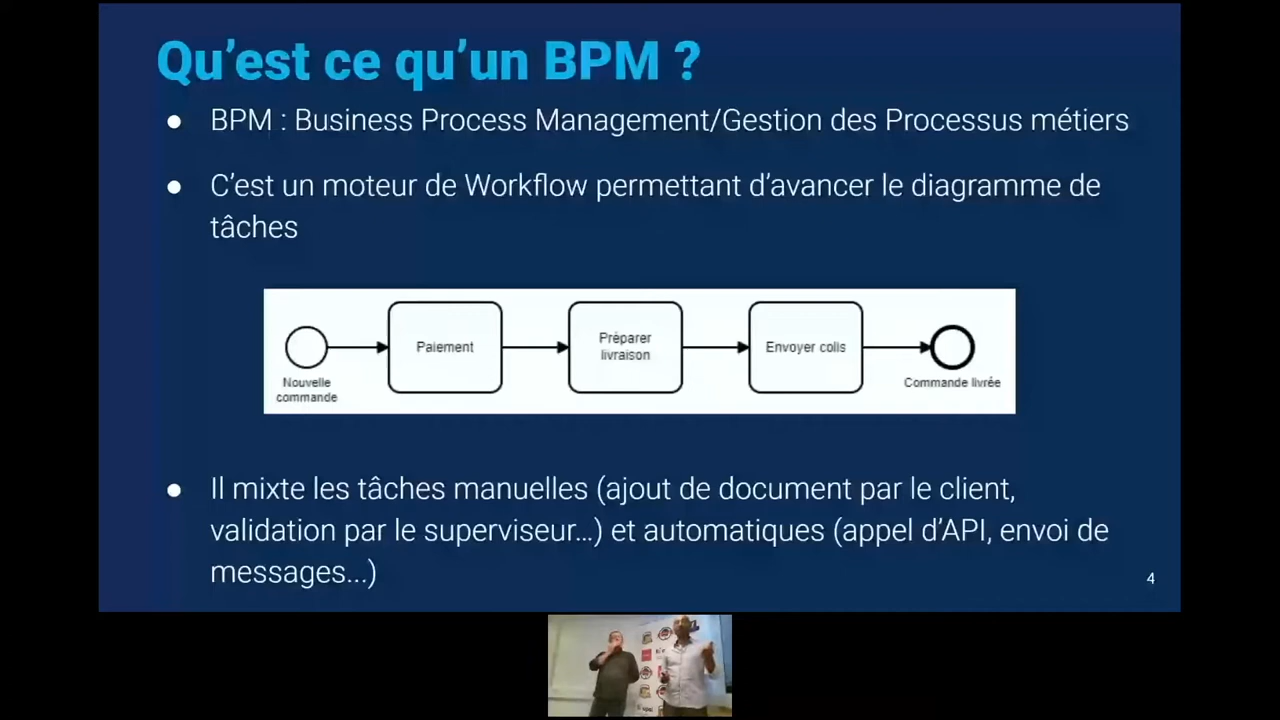 Qu’est ce qu’un BPM ?
● BPM : Business Process Management/Gestion des Processus métiers
● C’est un moteur de Workflow permettant d’avancer le diagramme de
tâches
Nouvelle
commande
Paiement
Préparer
livraison
Envoyer colis
Commande livrée
● Il mixte les tâches manuelles (ajout de document par le client,
validation par le superviseur…) et automatiques (appel d’API, envoi de
messages...)
4